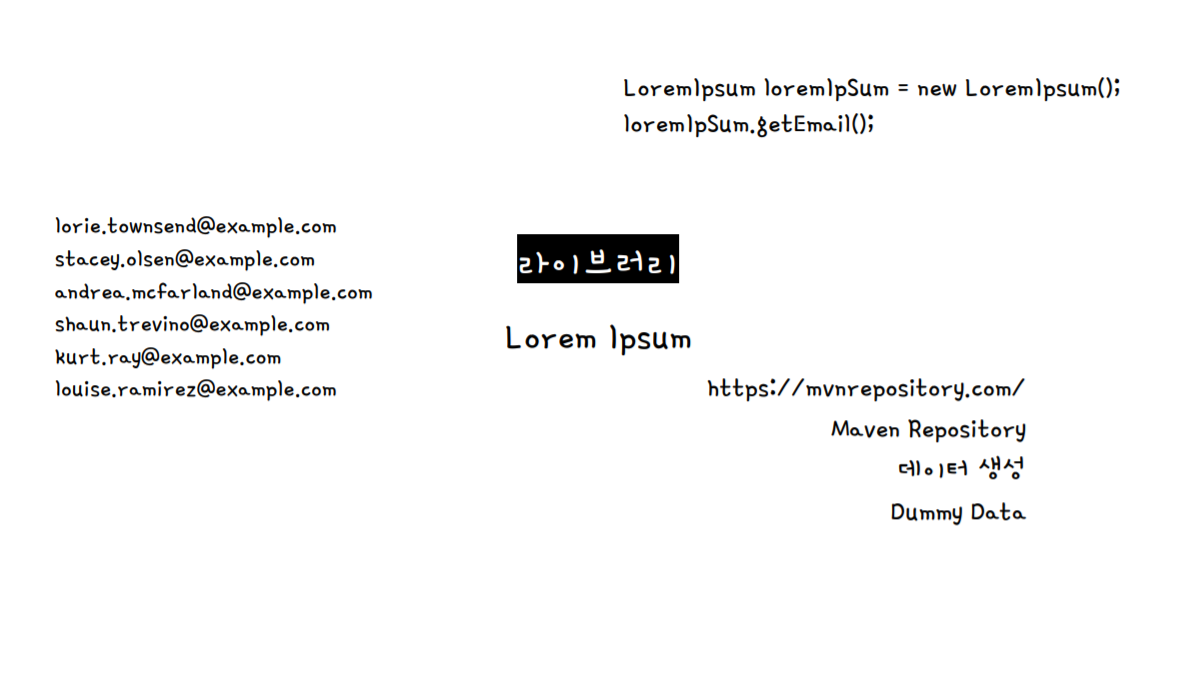 LoremIpsum loremIpSum = new LoremIpsum();
loremIpSum.getEmail();
lorie.townsend@example.com
stacey.olsen@example.com
andrea.mcfarland@example.com
shaun.trevino@example.com
kurt.ray@example.com
louise.ramirez@example.com
라이브러리
Lorem Ipsum
https://mvnrepository.com/
Maven Repository
데이터 생성
Dummy Data